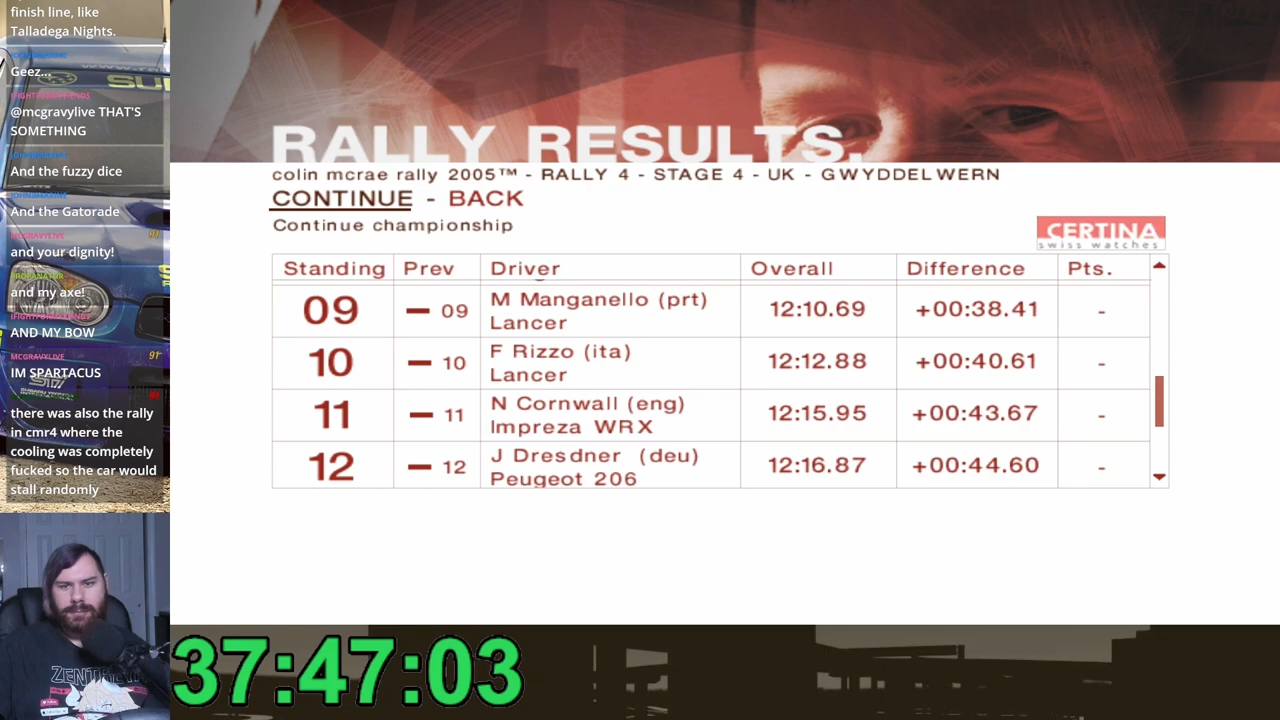 finish line, like
Talladega Nights.
Geez...
IFIGHTFORMYFRIENDS
@mcgravylive THAT'S
SOMETHING
And the fuzzy dice
And the Gatorade
MCGRAVYLIVE
and your dignity!
and my axe!
AND MY BOW
MCGRAVYLIVE 91
IM SPARTACUS
there was also the rally
in cmr4 where the
cooling was completely
fucked so the car would
stall randomly
RALLY RESULTS.
colin mcrae rally 2005™ - RALLY 4 - STAGE 4 - UK - GWYDDELWERN
CONTINUE - BACK
Continue championship
CERTINA
swiss watches
Standing Prev Driver Overall Difference Pts.
09 — 09 M Manganello (prt) 12:10.69 +00:38.41 -
Lancer
10 — 10 F Rizzo (ita) 12:12.88 +00:40.61 -
Lancer
11 — 11 N Cornwall (eng) 12:15.95 +00:43.67 -
Impreza WRX
12 — 12 J Dresdner (deu) 12:16.87 +00:44.60 -
Peugeot 206
37:47:03